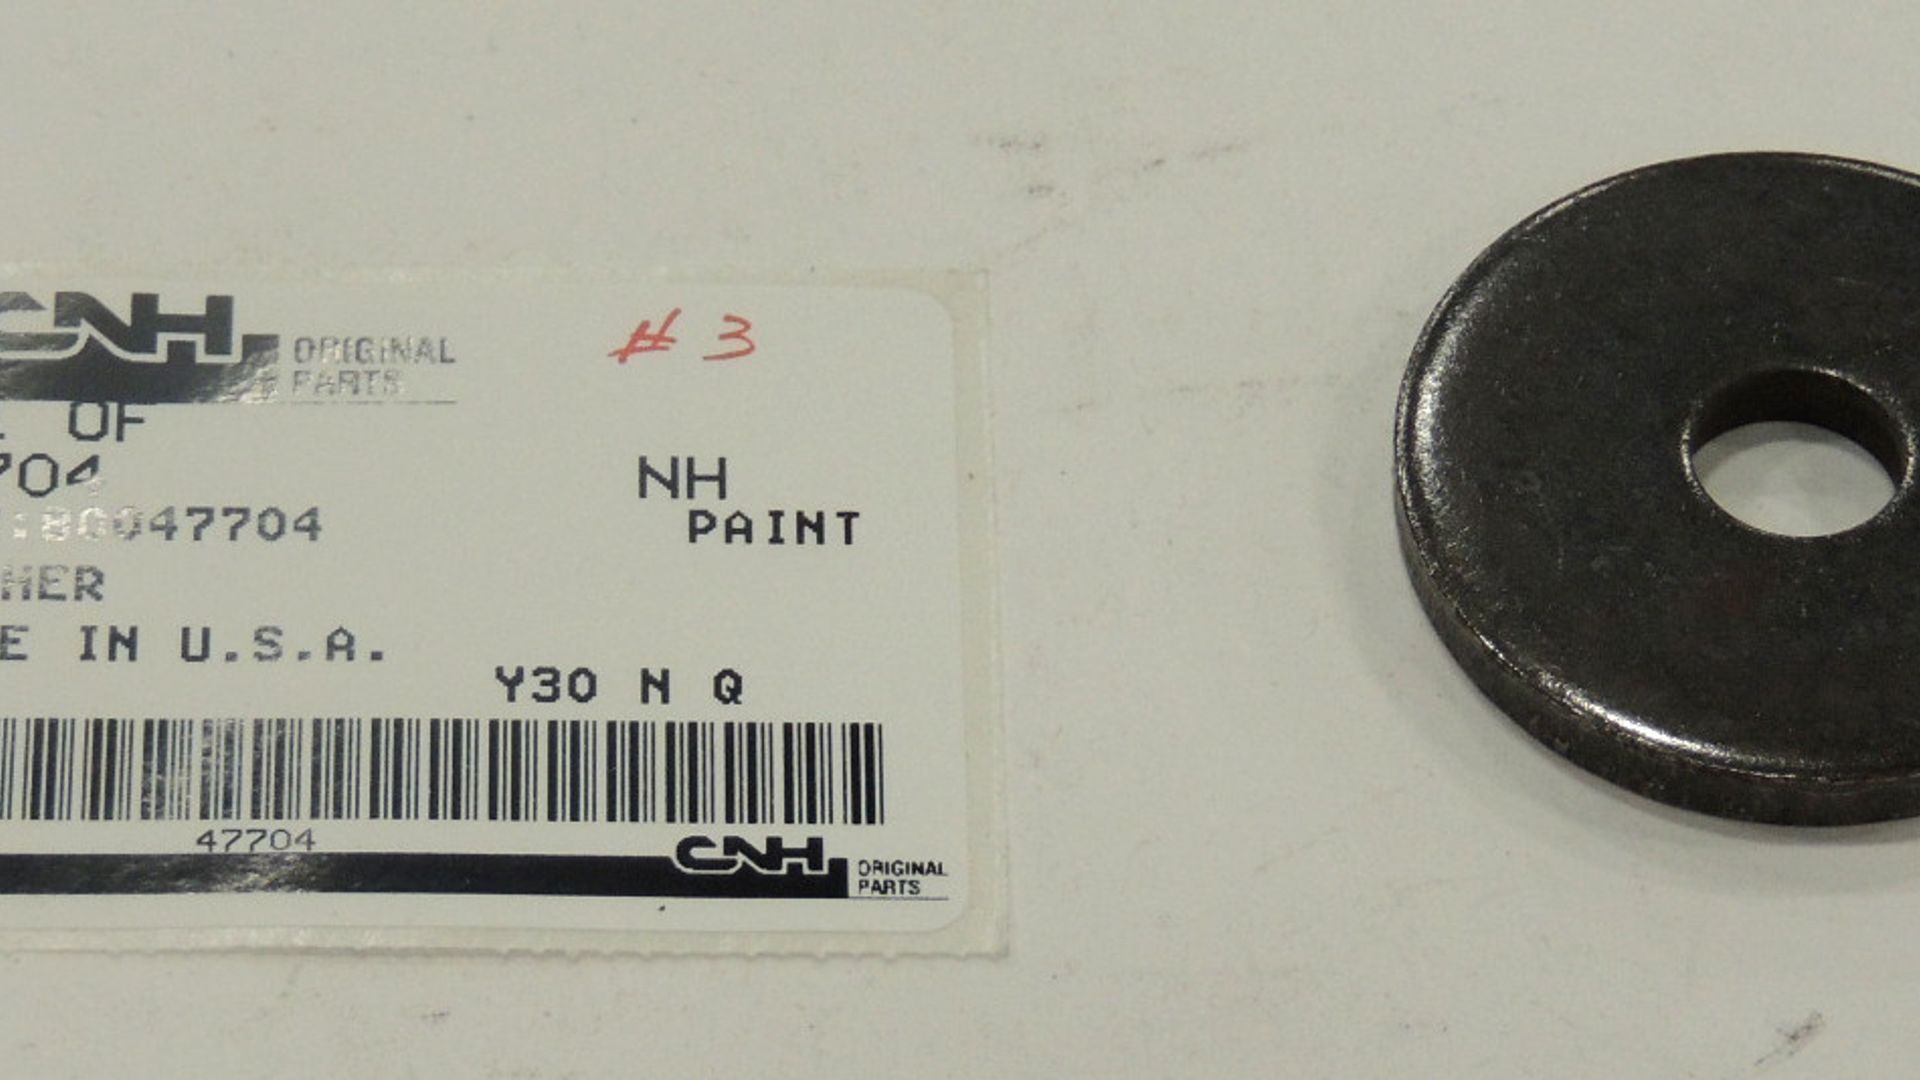 CNH ORIGINAL
PARTS
# 3
OF
704
NH
80047704
PAINT
HER
E IN U.S.A.
Y30 N Q
47704
CNH ORIGINAL
PARTS